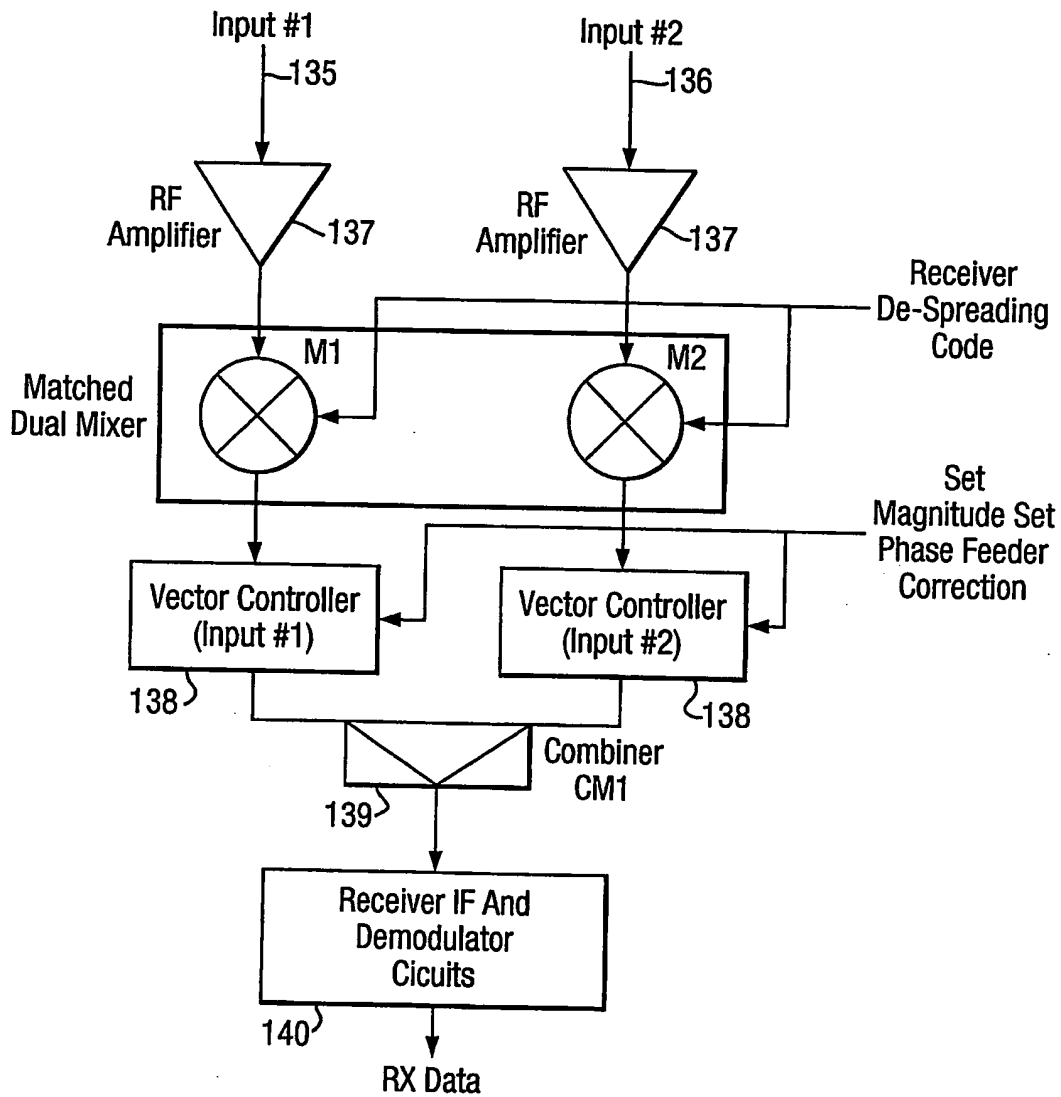 Input #1
Input #2
135
136
RF
Amplifier
137
RF
Amplifier
137
Receiver
De-Spreading
Code
M1
M2
Matched
Dual Mixer
Set
Magnitude Set
Phase Feeder
Correction
Vector Controller
(Input #1)
Vector Controller
(Input #2)
138
138
Combiner
CM1
139
Receiver IF And
Demodulator
Cicuits
140
RX Data